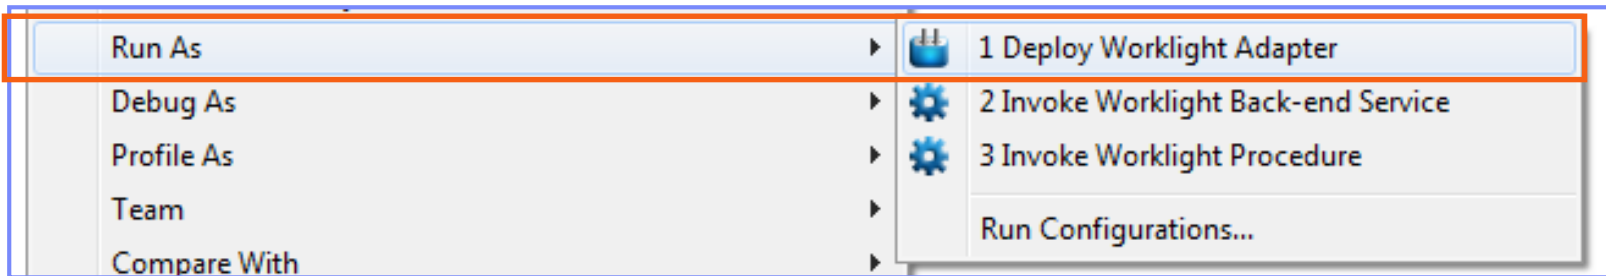 Run As
1 Deploy Worklight Adapter
Debug As
2 Invoke Worklight Back-end Service
Profile As
3 Invoke Worklight Procedure
Team
Run Configurations...
Compare With